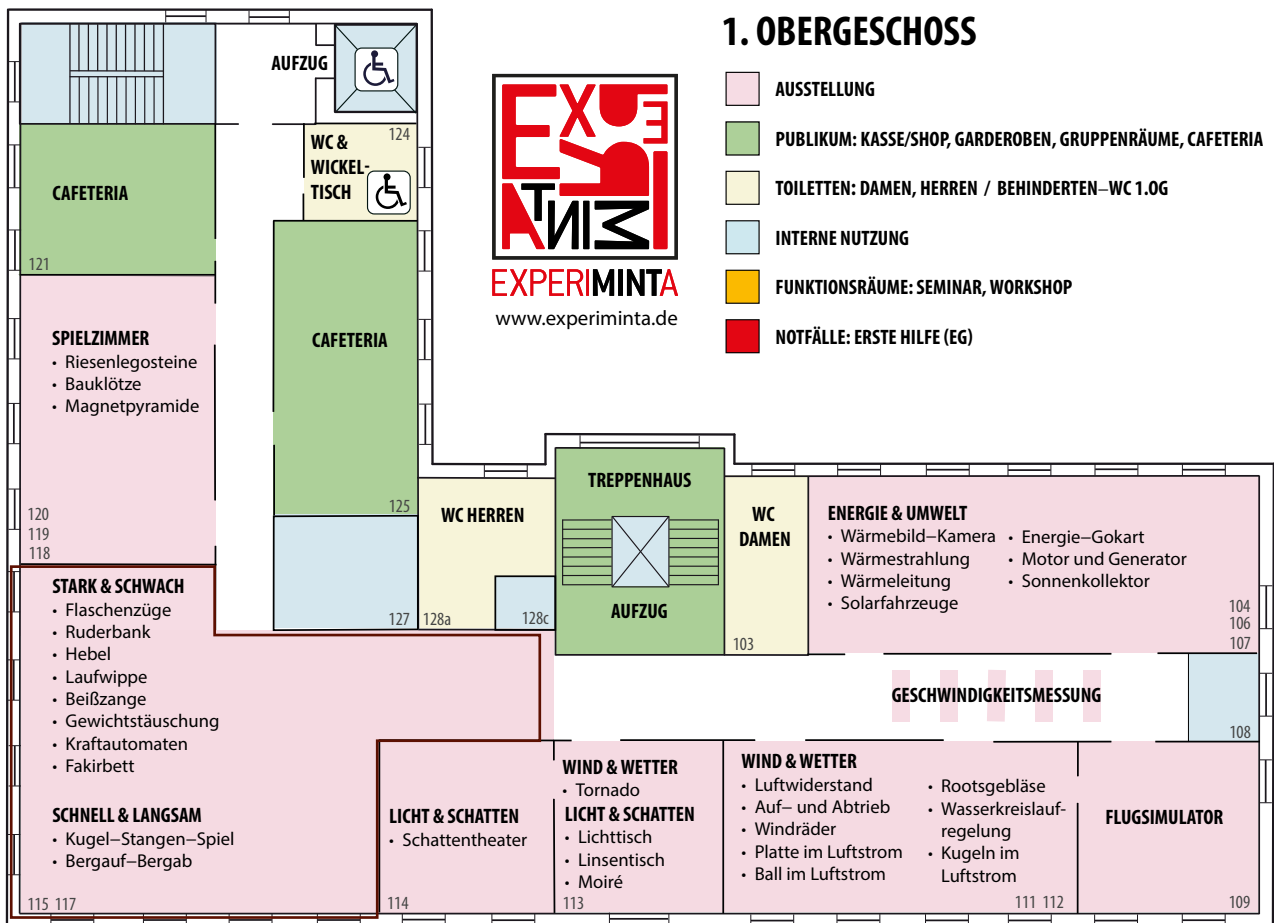 1. OBERGESCHOSS
AUSSTELLUNG
PUBLIKUM: KASSE/SHOP, GARDEROBEN, GRUPPENRÄUME, CAFETERIA
TOILETTEN: DAMEN, HERREN / BEHINDERTEN–WC 1.OG
INTERNE NUTZUNG
FUNKTIONSRÄUME: SEMINAR, WORKSHOP
NOTFÄLLE: ERSTE HILFE (EG)
EXPERIMINTA
EXPERIMINTA
www.experiminta.de
AUFZUG
WC &
WICKEL-
TISCH
124
CAFETERIA
121
CAFETERIA
125
SPIELZIMMER
• Riesenlegosteine
• Bauklötze
• Magnetpyramide
120
119
118
127
WC HERREN
128a
128c
TREPPENHAUS
AUFZUG
WC
DAMEN
103
ENERGIE & UMWELT
• Wärmebild–Kamera
• Wärmestrahlung
• Wärmeleitung
• Solarfahrzeuge
• Energie–Gokart
• Motor und Generator
• Sonnenkollektor
104
106
107
GESCHWINDIGKEITSMESSUNG
108
STARK & SCHWACH
• Flaschenzüge
• Ruderbank
• Hebel
• Laufwippe
• Beißzange
• Gewichtstäuschung
• Kraftautomaten
• Fakirbett
SCHNELL & LANGSAM
• Kugel–Stangen–Spiel
• Bergauf–Bergab
115 117
LICHT & SCHATTEN
• Schattentheater
114
WIND & WETTER
• Tornado
LICHT & SCHATTEN
• Lichttisch
• Linsentisch
• Moiré
113
WIND & WETTER
• Luftwiderstand
• Auf– und Abtrieb
• Windräder
• Platte im Luftstrom
• Ball im Luftstrom
• Rootsgebläse
• Wasserkreislauf-
regelung
• Kugeln im
Luftstrom
111 112
FLUGSIMULATOR
109